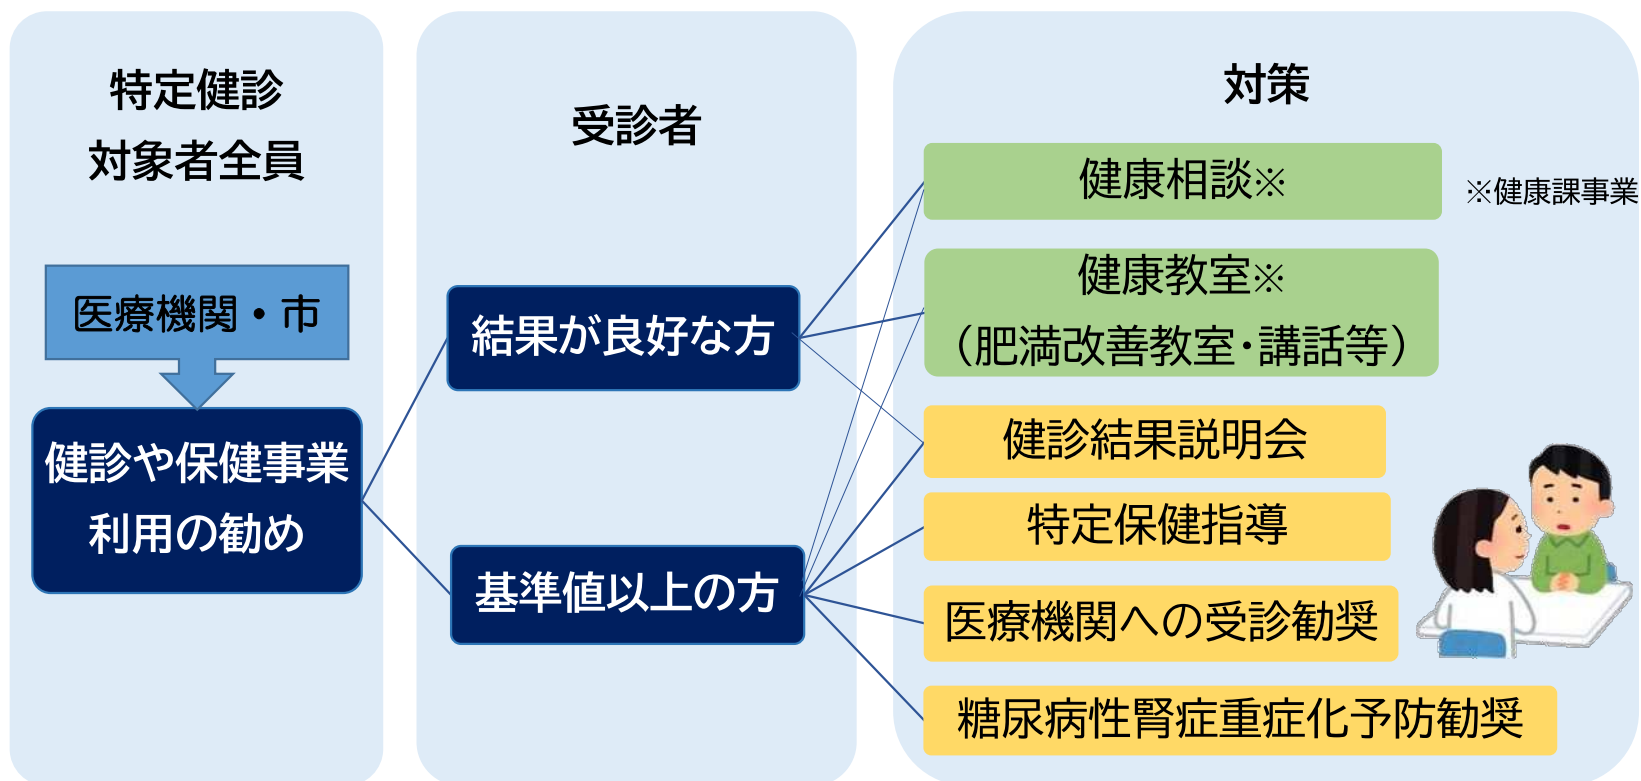 特定健診
対象者全員
医療機関・市
健診や保健事業
利用の勧め
受診者
結果が良好な方
基準値以上の方
対策
健康相談※
※健康課事業
健康教室※
（肥満改善教室･講話等）
健診結果説明会
特定保健指導
医療機関への受診勧奨
糖尿病性腎症重症化予防勧奨